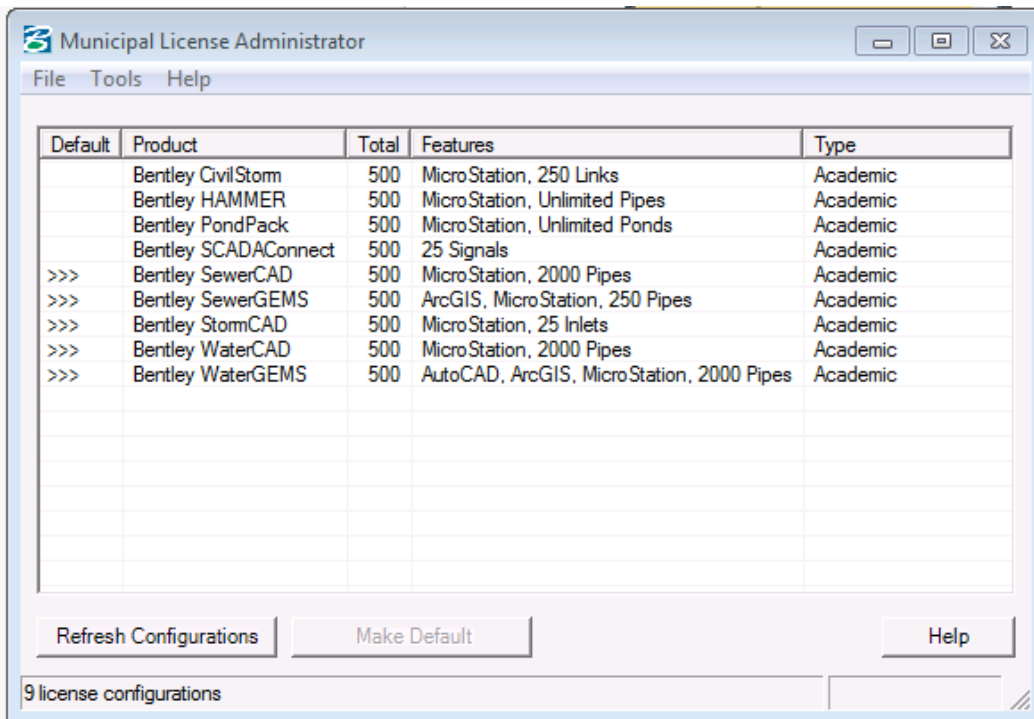 Municipal License Administrator
File Tools Help
Default Product Total Features Type
Bentley CivilStorm 500 MicroStation, 250 Links Academic
Bentley HAMMER 500 MicroStation, Unlimited Pipes Academic
Bentley PondPack 500 MicroStation, Unlimited Ponds Academic
Bentley SCADAConnect 500 25 Signals Academic
>>> Bentley SewerCAD 500 MicroStation, 2000 Pipes Academic
>>> Bentley SewerGEMS 500 ArcGIS, MicroStation, 250 Pipes Academic
>>> Bentley StormCAD 500 MicroStation, 25 Inlets Academic
>>> Bentley WaterCAD 500 MicroStation, 2000 Pipes Academic
>>> Bentley WaterGEMS 500 AutoCAD, ArcGIS, MicroStation, 2000 Pipes Academic
Refresh Configurations Make Default Help
9 license configurations